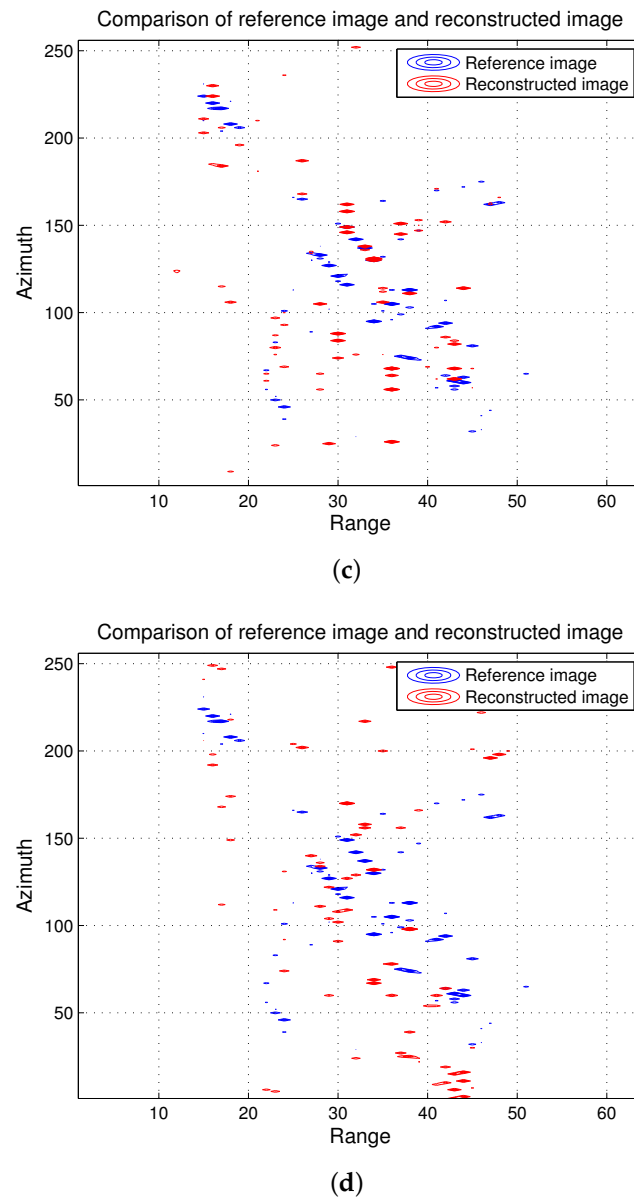 Comparison of reference image and reconstructed image
Reference image
Reconstructed image
250
200
150
100
50
Azimuth
10 20 30 40 50 60
Range
(c)
Comparison of reference image and reconstructed image
Reference image
Reconstructed image
250
200
150
100
50
Azimuth
10 20 30 40 50 60
Range
(d)